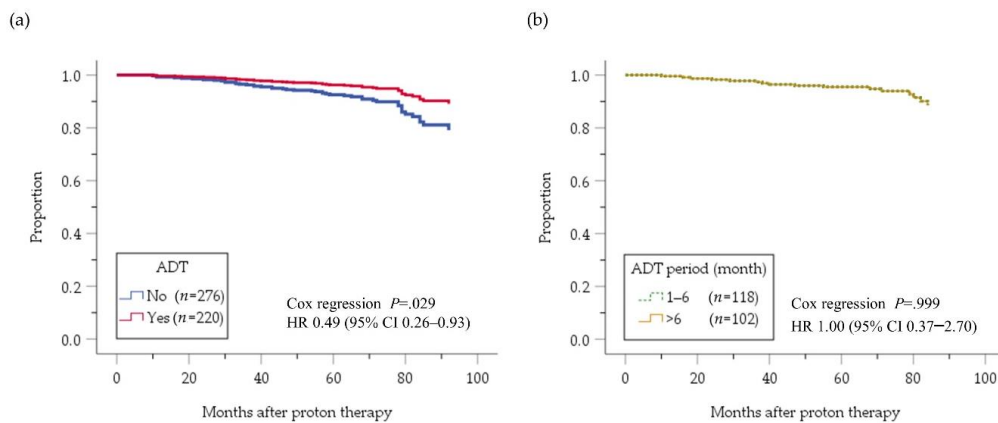 (a)
1.0
0.8
0.6
0.4
0.2
0.0
Proportion
ADT
No (n=276)
Yes (n=220)
Cox regression P=.029
HR 0.49 (95% CI 0.26–0.93)
0 20 40 60 80 100
Months after proton therapy
(b)
1.0
0.8
0.6
0.4
0.2
0.0
Proportion
ADT period (month)
1–6 (n=118)
>6 (n=102)
Cox regression P=.999
HR 1.00 (95% CI 0.37−2.70)
0 20 40 60 80 100
Months after proton therapy